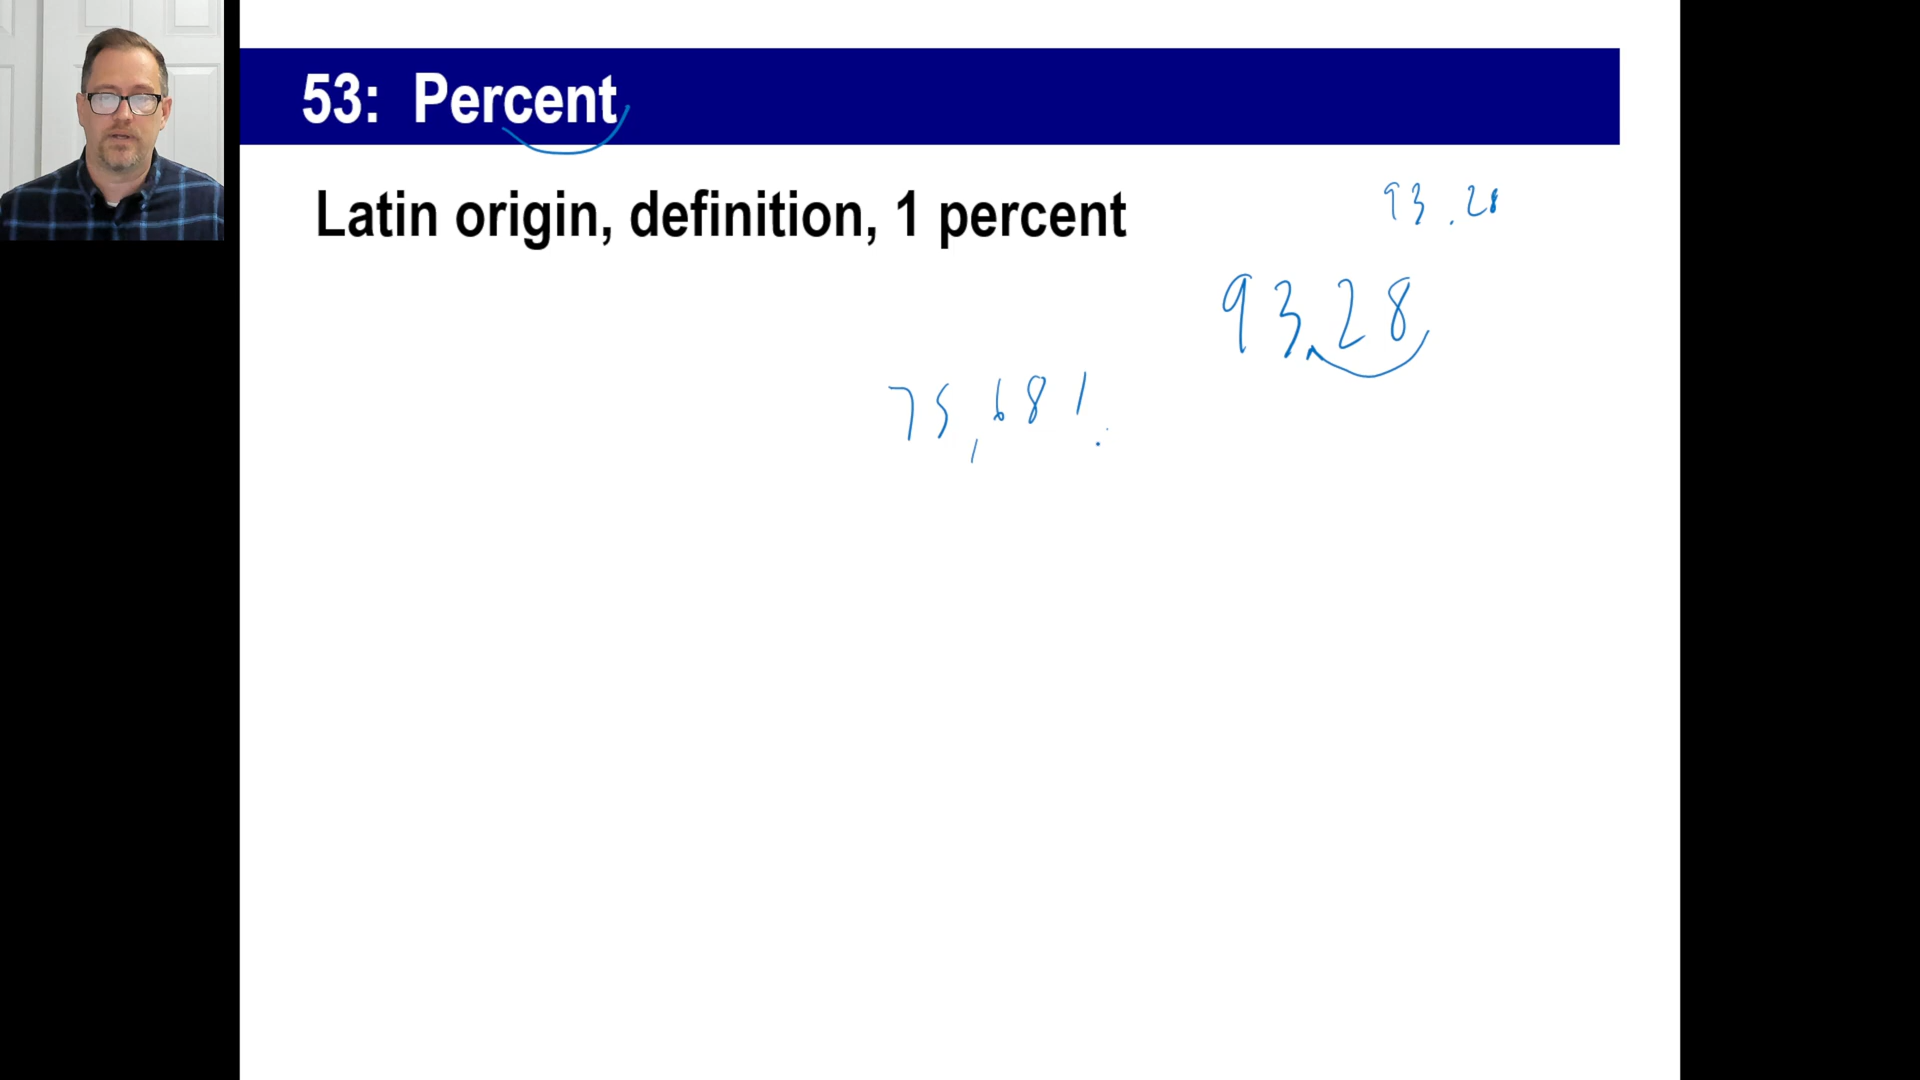 53: Percent
Latin origin, definition, 1 percent
93.28
93.28
75,681.